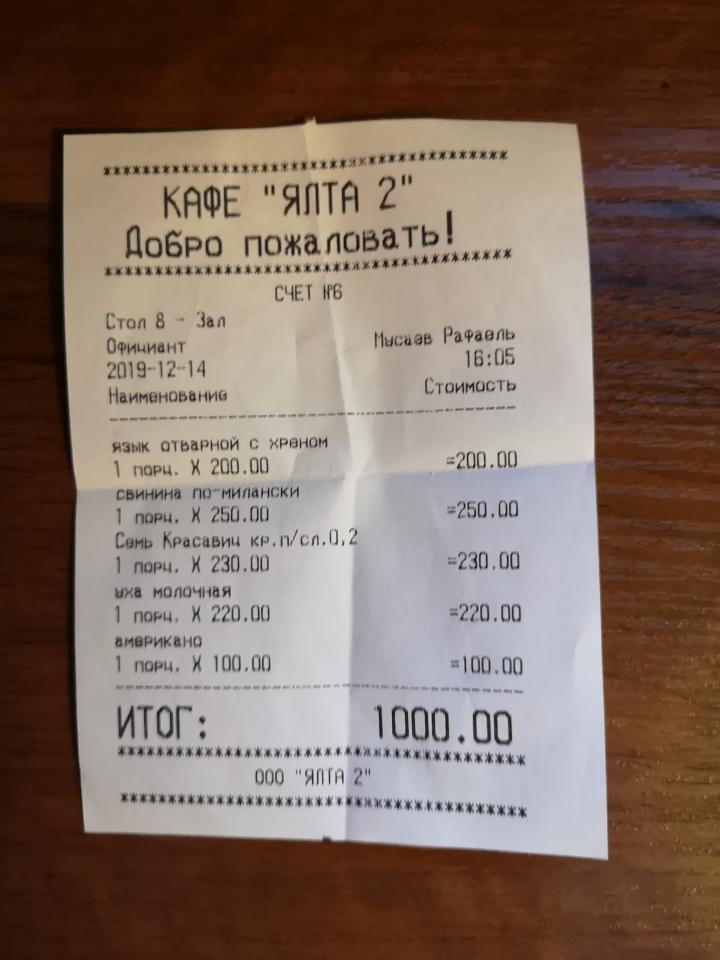 ************************************
КАФЕ "ЯЛТА 2"
Добро пожаловать!
************************************
СЧЕТ №6
Стол 8 - Зал
Официант Мусаев Рафаель
2019-12-14 16:05
Наименование Стоимость
язык отварной с хреном
1 порц. X 200.00 =200.00
свинина по-милански
1 порц. X 250.00 =250.00
Семь Красавиц кр.п/сл.0,2
1 порц. X 230.00 =230.00
уха молочная
1 порц. X 220.00 =220.00
американо
1 порц. X 100.00 =100.00
ИТОГ: 1000.00
************************************
ООО "ЯЛТА 2"
************************************